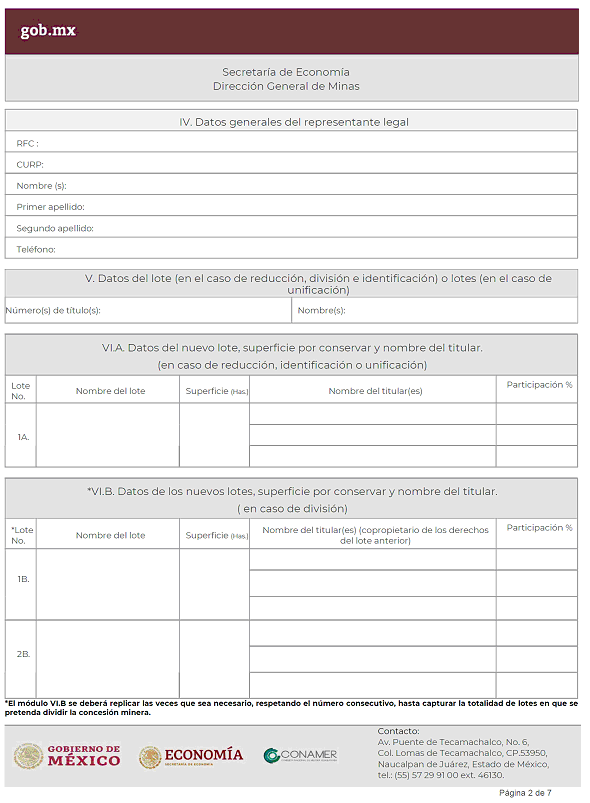 gob.mx
Secretaría de Economía
Dirección General de Minas
IV. Datos generales del representante legal
RFC :
CURP:
Nombre (s):
Primer apellido:
Segundo apellido:
Teléfono:
V. Datos del lote (en el caso de reducción, división e identificación) o lotes (en el caso de
unificación)
Número(s) de título(s):
Nombre(s):
VI.A. Datos del nuevo lote, superficie por conservar y nombre del titular.
(en caso de reducción, identificación o unificación)
Lote
No.
Nombre del lote
Superficie (Has.)
Nombre del titular(es)
Participación %
1A.
*VI.B. Datos de los nuevos lotes, superficie por conservar y nombre del titular.
( en caso de división)
*Lote
No.
Nombre del lote
Superficie (Has.)
Nombre del titular(es) (copropietario de los derechos
del lote anterior)
Participación %
1B.
2B.
*El módulo VI.B se deberá replicar las veces que sea necesario, respetando el número consecutivo, hasta capturar la totalidad de lotes en que se
pretenda dividir la concesión minera.
GOBIERNO DE
MÉXICO
ECONOMÍA
SECRETARÍA DE ECONOMÍA
CONAMER
Contacto:
Av. Puente de Tecamachalco, No. 6,
Col. Lomas de Tecamachalco, CP.53950,
Naucalpan de Juárez, Estado de México,
tel.: (55) 57 29 91 00 ext. 46130.
Página 2 de 7